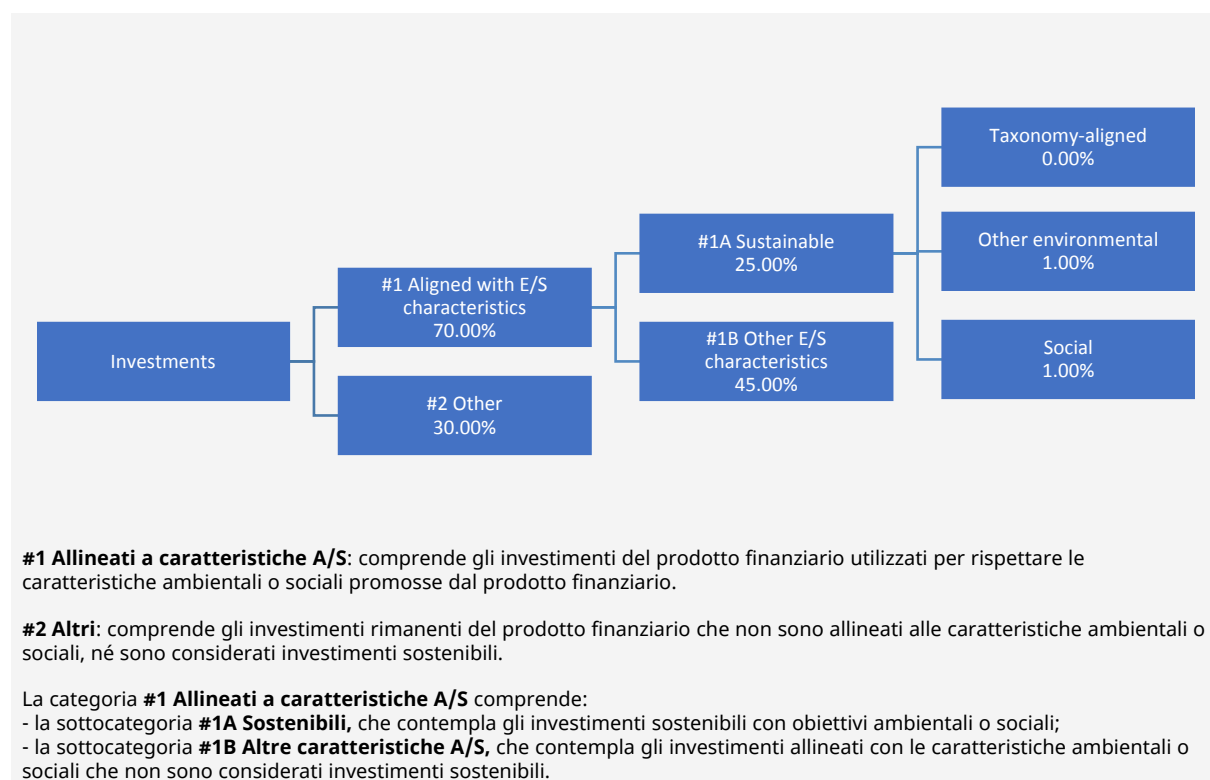 Investments
#1 Aligned with E/S
characteristics
70.00%
#2 Other
30.00%
#1A Sustainable
25.00%
#1B Other E/S
characteristics
45.00%
Taxonomy-aligned
0.00%
Other environmental
1.00%
Social
1.00%
#1 Allineati a caratteristiche A/S: comprende gli investimenti del prodotto finanziario utilizzati per rispettare le
caratteristiche ambientali o sociali promosse dal prodotto finanziario.
#2 Altri: comprende gli investimenti rimanenti del prodotto finanziario che non sono allineati alle caratteristiche ambientali o
sociali, né sono considerati investimenti sostenibili.
La categoria #1 Allineati a caratteristiche A/S comprende:
- la sottocategoria #1A Sostenibili, che contempla gli investimenti sostenibili con obiettivi ambientali o sociali;
- la sottocategoria #1B Altre caratteristiche A/S, che contempla gli investimenti allineati con le caratteristiche ambientali o
sociali che non sono considerati investimenti sostenibili.